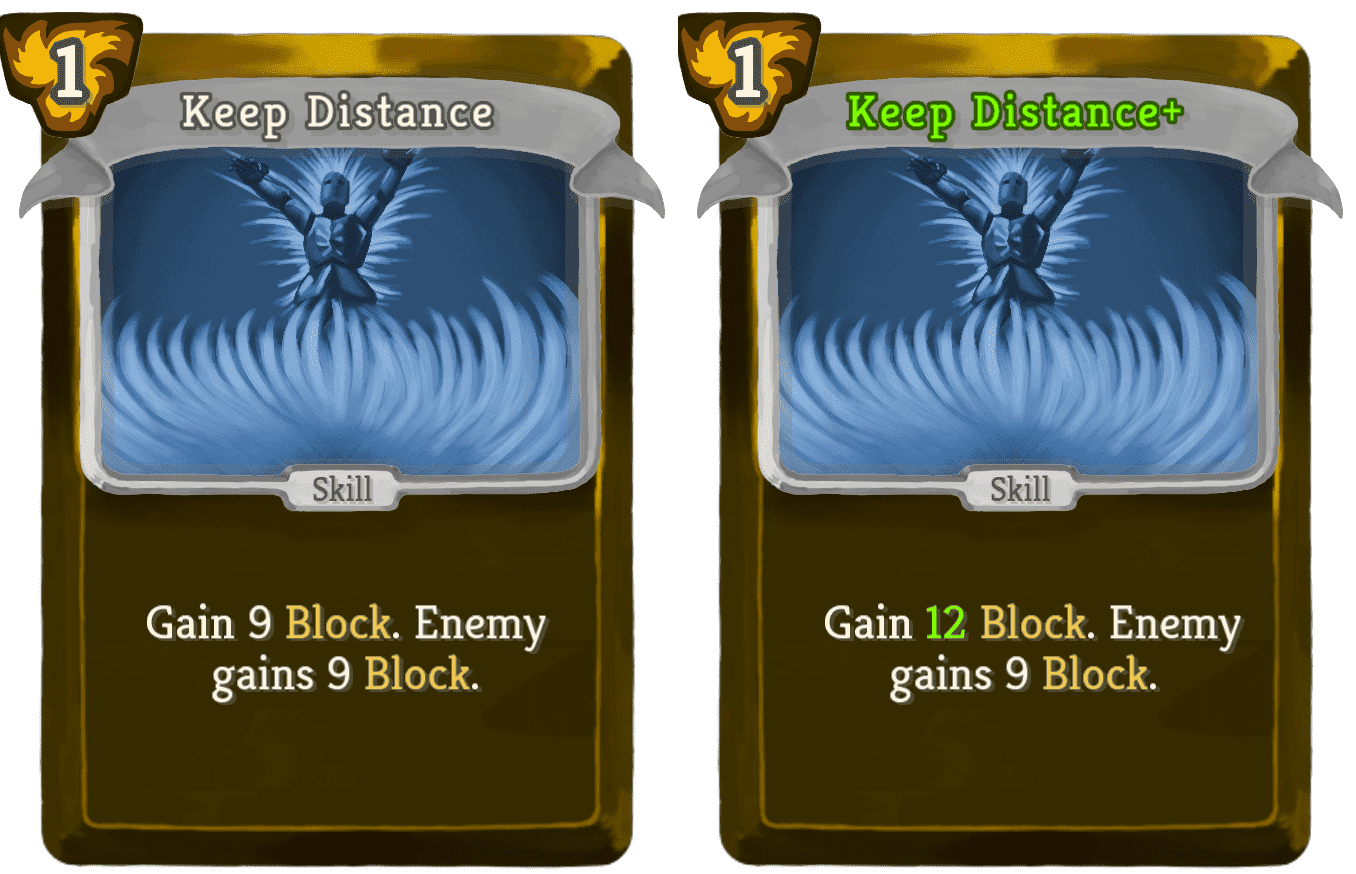 1
Keep Distance
Skill
Gain 9 Block. Enemy
gains 9 Block.
1
Keep Distance+
Skill
Gain 12 Block. Enemy
gains 9 Block.